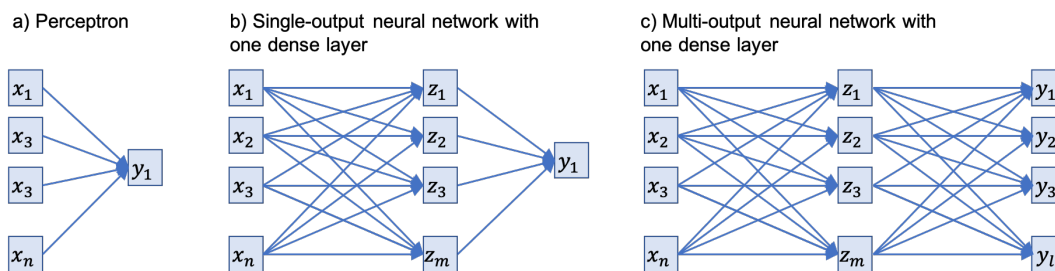 a) Perceptron
x₁
x₃
x₃
xₙ
y₁
b) Single-output neural network with
one dense layer
x₁
x₂
x₃
xₙ
z₁
z₂
z₃
zₘ
y₁
c) Multi-output neural network with
one dense layer
x₁
x₂
x₃
xₙ
z₁
z₂
z₃
zₘ
y₁
y₂
y₃
yₗ